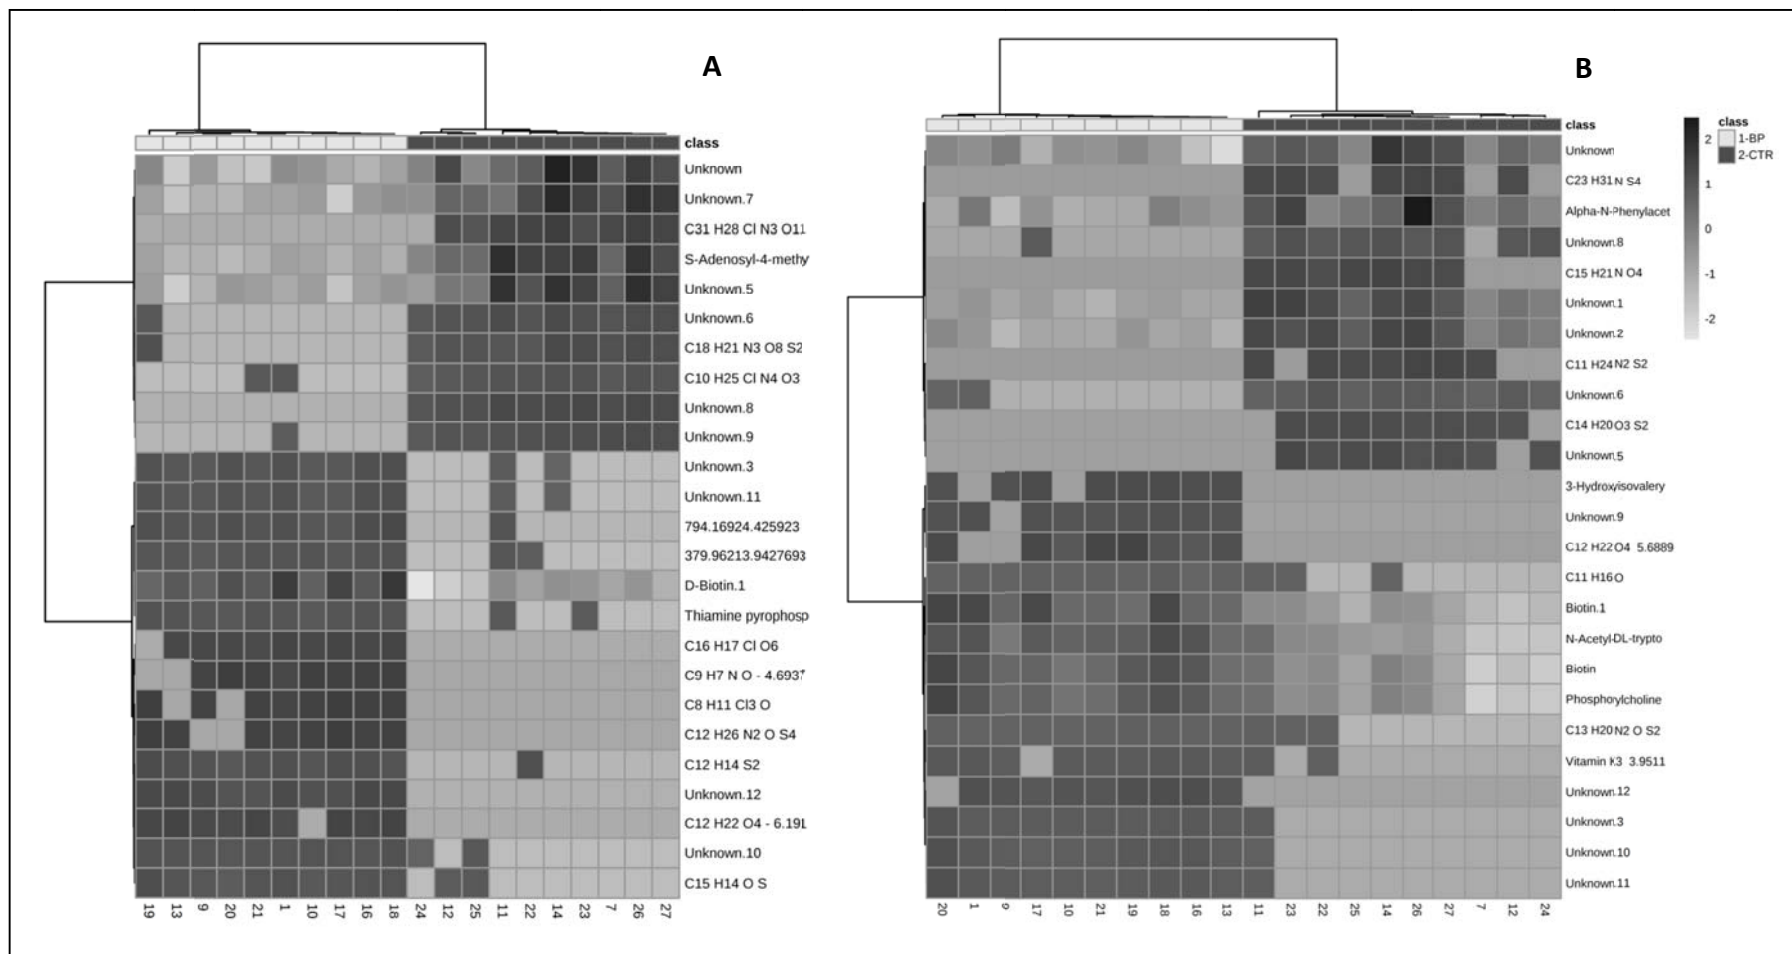 A
class
Unknown
Unknown.7
C31 H28 Cl N3 O11
S-Adenosyl-4-methy
Unknown.5
Unknown.6
C18 H21 N3 O8 S2
C10 H25 Cl N4 O3
Unknown.8
Unknown.9
Unknown.3
Unknown.11
794.16924.425923
379.96213.9427693
D-Biotin.1
Thiamine pyrophosp
C16 H17 Cl O6
C9 H7 N O - 4.6937
C8 H11 Cl3 O
C12 H26 N2 O S4
C12 H14 S2
Unknown.12
C12 H22 O4 - 6.191
Unknown.10
C15 H14 O S
19 13 9 20 21 1 10 17 16 18 24 12 25 11 22 14 23 7 26 27
B
class
Unknown
C23 H31 N S4
Alpha-N-Phenylacet
Unknown.8
C15 H21 N O4
Unknown.1
Unknown.2
C11 H24 N2 S2
Unknown.6
C14 H20 O3 S2
Unknown.5
3-Hydroxyisovalery
Unknown.9
C12 H22 O4 5.6889
C11 H16 O
Biotin.1
N-Acetyl-DL-trypto
Biotin
Phosphorylcholine
C13 H20 N2 O S2
Vitamin K3 3.9511
Unknown.12
Unknown.3
Unknown.10
Unknown.11
20 1 9 17 10 21 19 18 16 13 11 23 22 25 14 26 27 7 12 24
2
1
0
-1
-2
class
1-BP
2-CTR